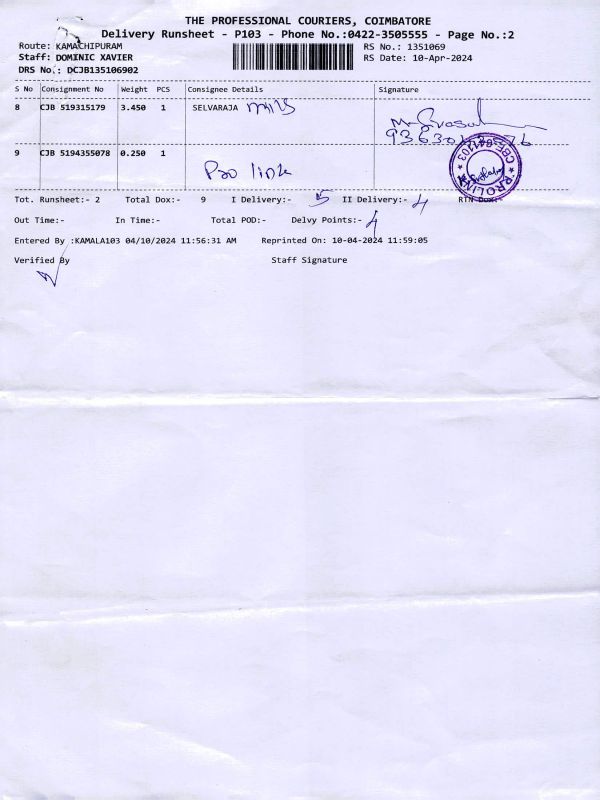 THE PROFESSIONAL COURIERS, COIMBATORE
Delivery Runsheet - P103 - Phone No.:0422-3505555 - Page No.:2
Route: KAMACHIPURAM RS No.: 1351069
Staff: DOMINIC XAVIER RS Date: 10-Apr-2024
DRS No.: DCJB135106902
S No Consignment No Weight PCS Consignee Details Signature
8 CJB 519315179 3.450 1 SELVARAJA mills
9 CJB 5194355078 0.250 1 Pro link
PROLINK CBE-641103
Tot. Runsheet:- 2 Total Dox:- 9 I Delivery:- 5 II Delivery:- 4 RTN Dox:-
Out Time:- In Time:- Total POD:- Delvy Points:- 4
Entered By :KAMALA103 04/10/2024 11:56:31 AM Reprinted On: 10-04-2024 11:59:05
Verified By Staff Signature